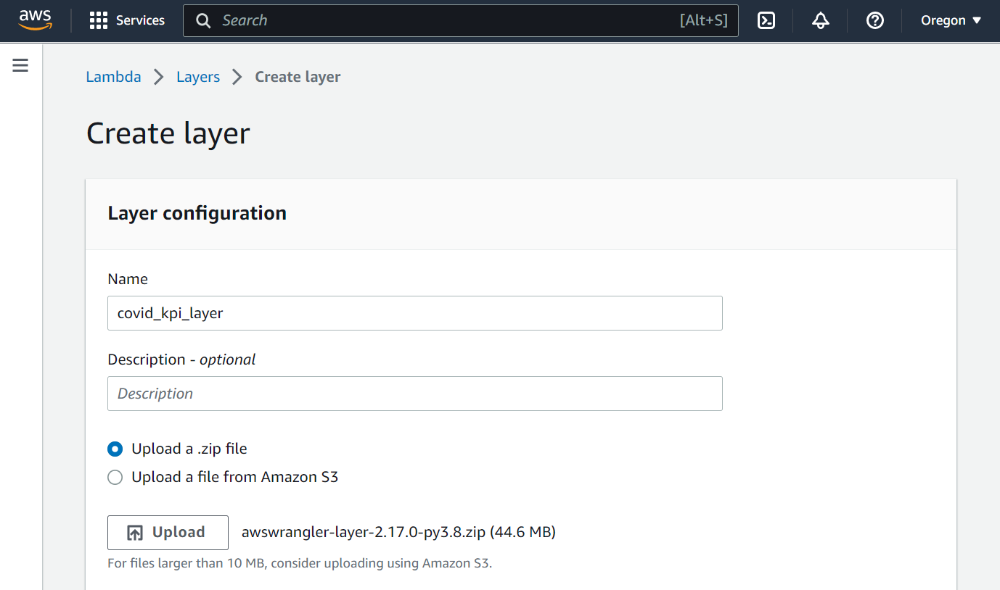 aws Services Search [Alt+S] Oregon
Lambda Layers Create layer
Create layer
Layer configuration
Name
covid_kpi_layer
Description - optional
Description
Upload a .zip file
Upload a file from Amazon S3
Upload awswrangler-layer-2.17.0-py3.8.zip (44.6 MB)
For files larger than 10 MB, consider uploading using Amazon S3.